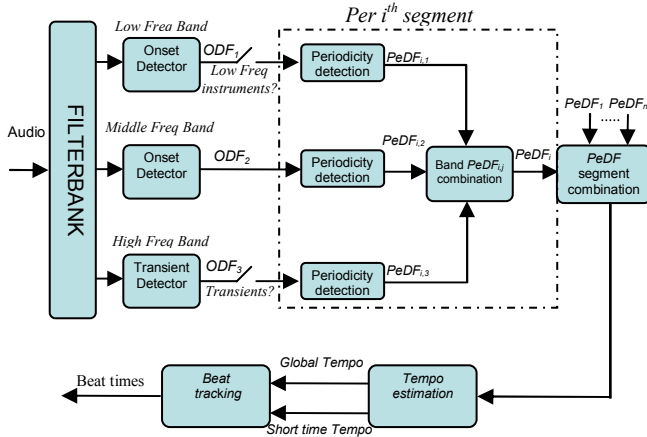 Per i^th segment
Low Frea Band
Onset
Detector
ODF1
Low Freq
instruments?
Periodicity
detection
PeDFi,1
Audio
FILTERBANK
Middle Freq Band
Onset
Detector
ODF2
Periodicity
detection
PeDFi,2
Band PeDFi,j
combination
PeDFi
PeDF1 ..... PeDFn
PeDF
segment
combination
High Freq Band
Transient
Detector
ODF3
Transients?
Periodicity
detection
PeDFi,3
Beat times
Beat
tracking
Global Tempo
Short time Tempo
Tempo
estimation